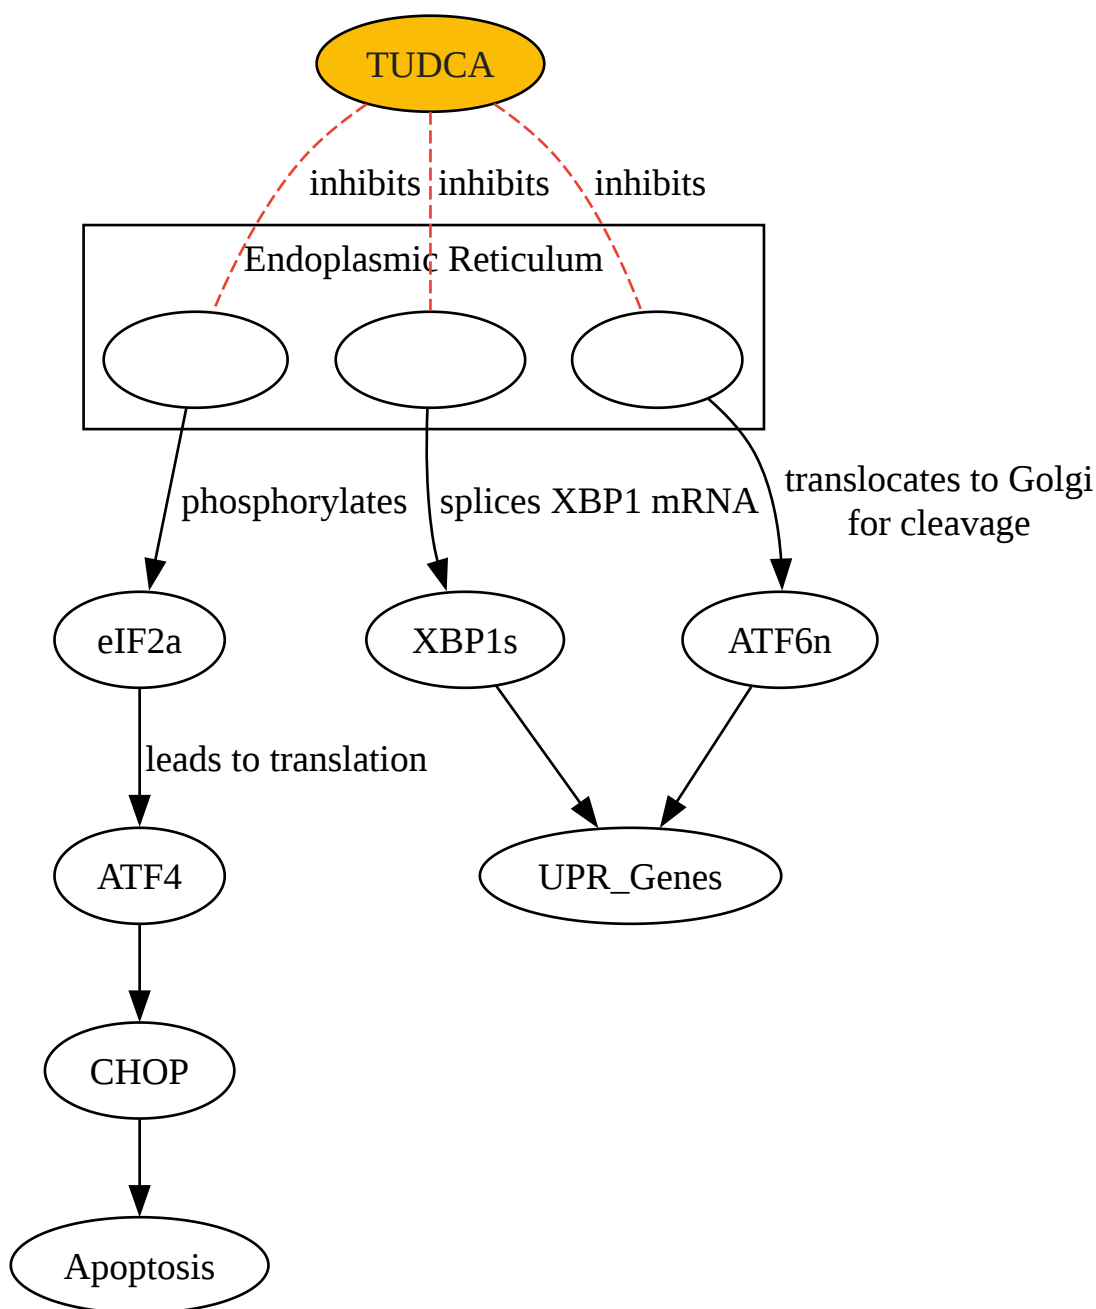 TUDCA
inhibits
inhibits
inhibits
Endoplasmic Reticulum
phosphorylates
splices XBP1 mRNA
translocates to Golgi
for cleavage
eIF2a
XBP1s
ATF6n
leads to translation
ATF4
UPR_Genes
CHOP
Apoptosis